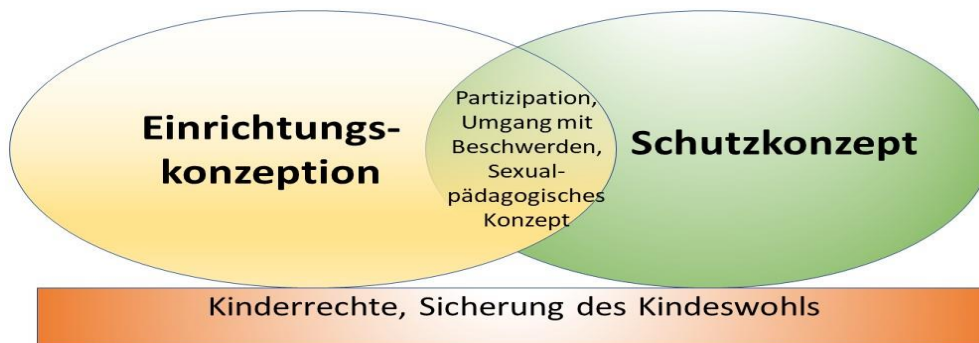 Einrichtungs-
konzeption
Partizipation,
Umgang mit
Beschwerden,
Sexual-
pädagogisches
Konzept
Schutzkonzept
Kinderrechte, Sicherung des Kindeswohls